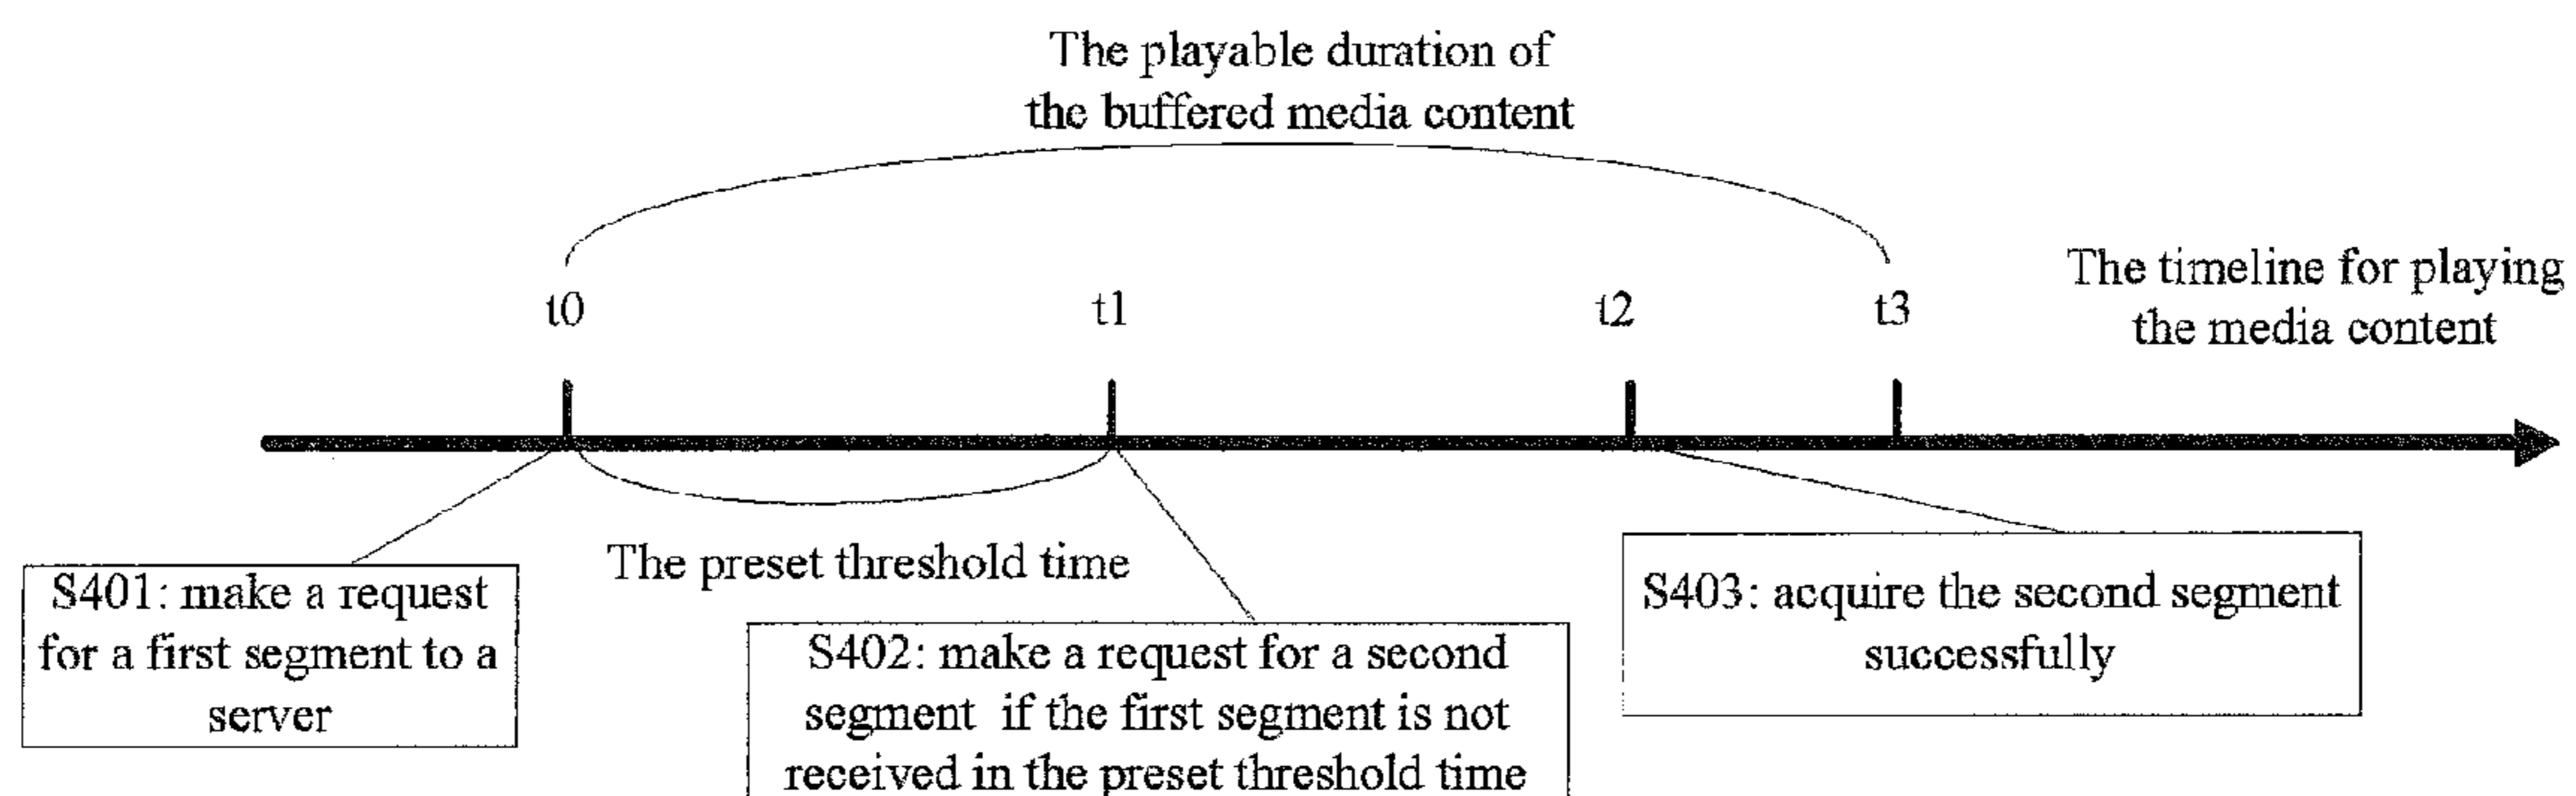 The playable duration of
the buffered media content
The timeline for playing
the media content
t0
t1
t2
t3
The preset threshold time
S401: make a request
for a first segment to a
server
S402: make a request for a second
segment if the first segment is not
received in the preset threshold time
S403: acquire the second segment
successfully